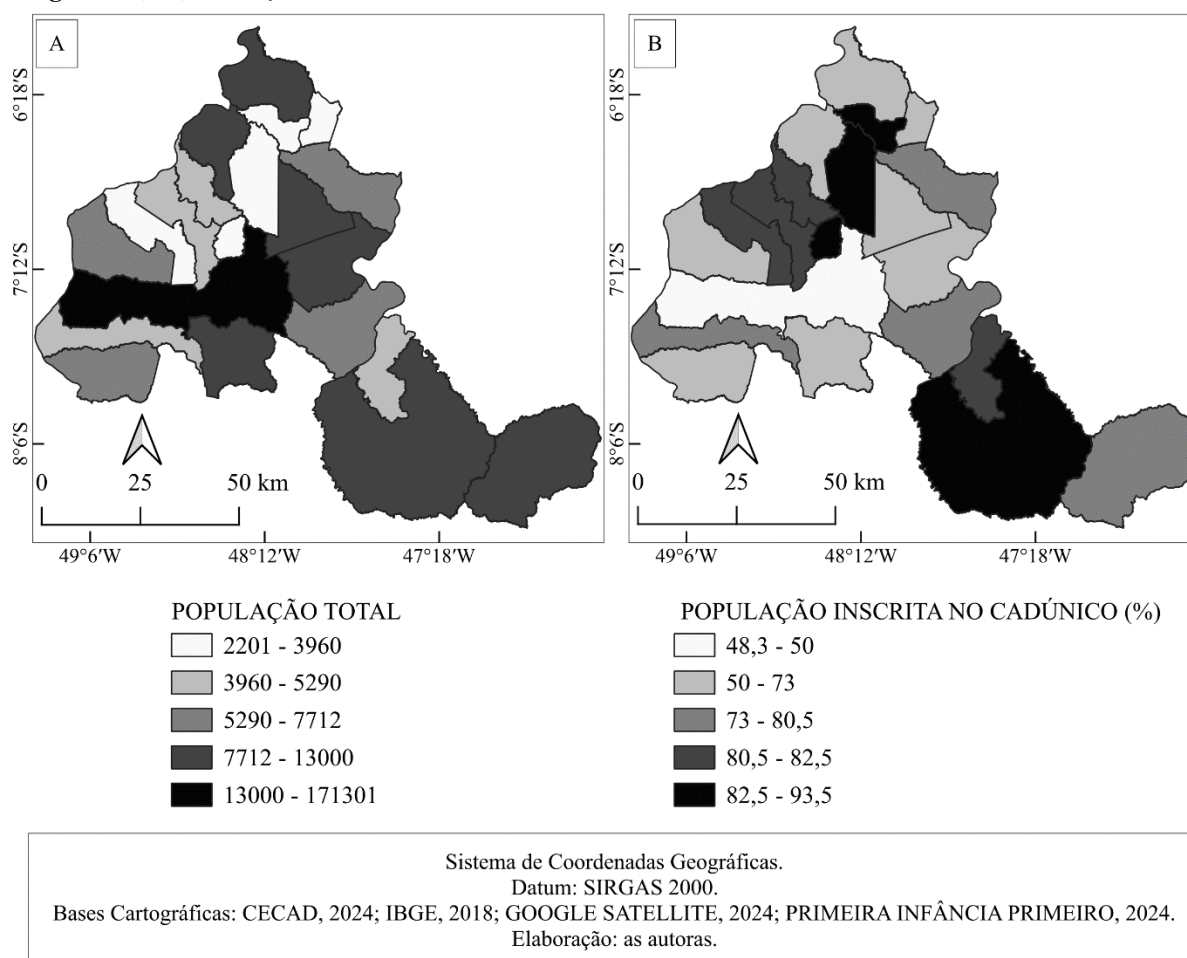 A
B
6°18′S
7°12′S
8°6′S
6°18′S
7°12′S
8°6′S
0 25 50 km
0 25 50 km
49°6′W 48°12′W 47°18′W
49°6′W 48°12′W 47°18′W
POPULAÇÃO TOTAL
2201 - 3960
3960 - 5290
5290 - 7712
7712 - 13000
13000 - 171301
POPULAÇÃO INSCRITA NO CADÚNICO (%)
48,3 - 50
50 - 73
73 - 80,5
80,5 - 82,5
82,5 - 93,5
Sistema de Coordenadas Geográficas.
Datum: SIRGAS 2000.
Bases Cartográficas: CECAD, 2024; IBGE, 2018; GOOGLE SATELLITE, 2024; PRIMEIRA INFÂNCIA PRIMEIRO, 2024.
Elaboração: as autoras.